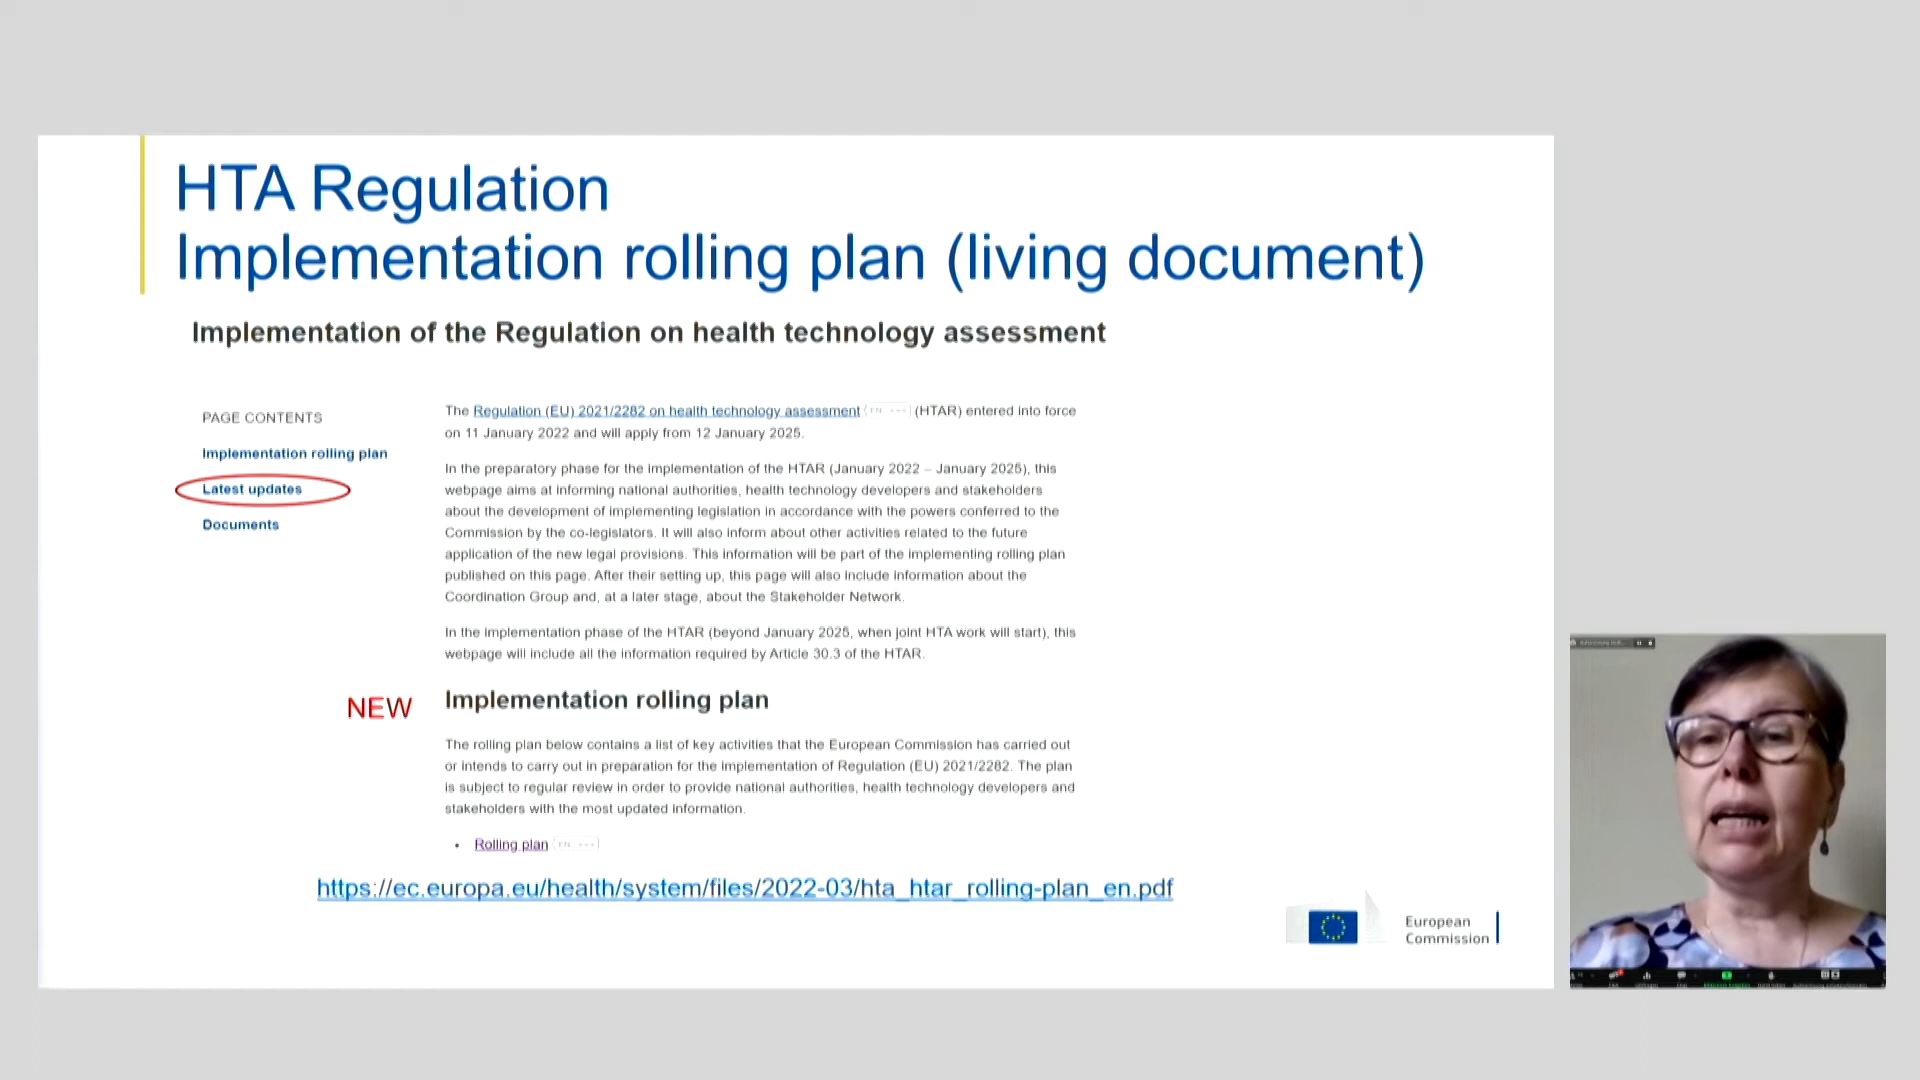 HTA Regulation
Implementation rolling plan (living document)
Implementation of the Regulation on health technology assessment
PAGE CONTENTS
Implementation rolling plan
Latest updates
Documents
The Regulation (EU) 2021/2282 on health technology assessment EN ••• (HTAR) entered into force
on 11 January 2022 and will apply from 12 January 2025.
In the preparatory phase for the implementation of the HTAR (January 2022 – January 2025), this
webpage aims at informing national authorities, health technology developers and stakeholders
about the development of implementing legislation in accordance with the powers conferred to the
Commission by the co-legislators. It will also inform about other activities related to the future
application of the new legal provisions. This information will be part of the implementing rolling plan
published on this page. After their setting up, this page will also include information about the
Coordination Group and, at a later stage, about the Stakeholder Network.
In the implementation phase of the HTAR (beyond January 2025, when joint HTA work will start), this
webpage will include all the information required by Article 30.3 of the HTAR.
NEW
Implementation rolling plan
The rolling plan below contains a list of key activities that the European Commission has carried out
or intends to carry out in preparation for the implementation of Regulation (EU) 2021/2282. The plan
is subject to regular review in order to provide national authorities, health technology developers and
stakeholders with the most updated information.
• Rolling plan EN •••
https://ec.europa.eu/health/system/files/2022-03/hta_htar_rolling-plan_en.pdf
European
Commission